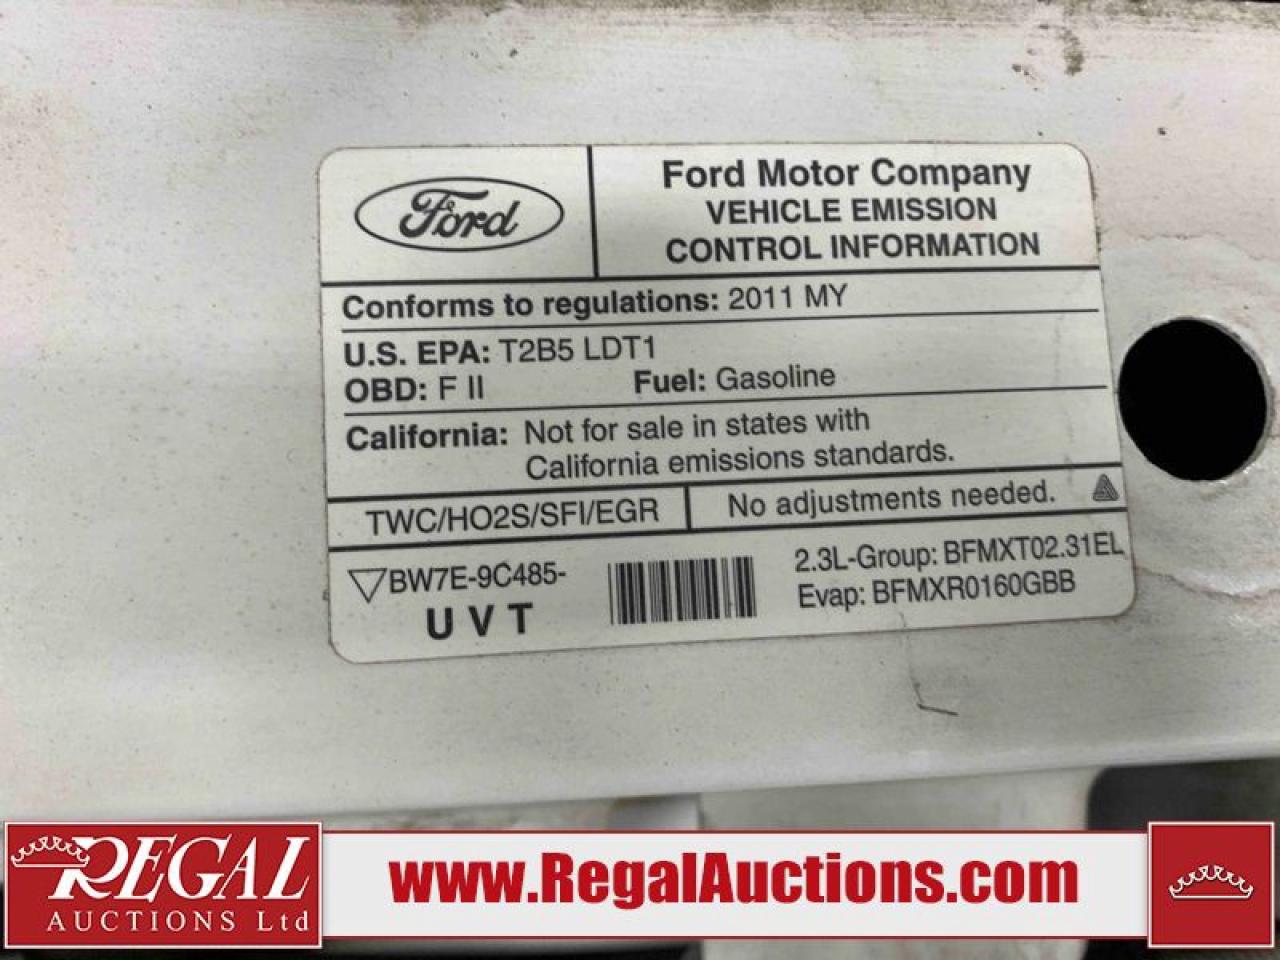 Ford
Ford Motor Company
VEHICLE EMISSION
CONTROL INFORMATION
Conforms to regulations: 2011 MY
U.S. EPA: T2B5 LDT1
OBD: F II Fuel: Gasoline
California: Not for sale in states with
California emissions standards.
TWC/HO2S/SFI/EGR No adjustments needed.
BW7E-9C485-
UVT
2.3L-Group: BFMXT02.31EL
Evap: BFMXR0160GBB
REGAL
AUCTIONS Ltd
www.RegalAuctions.com